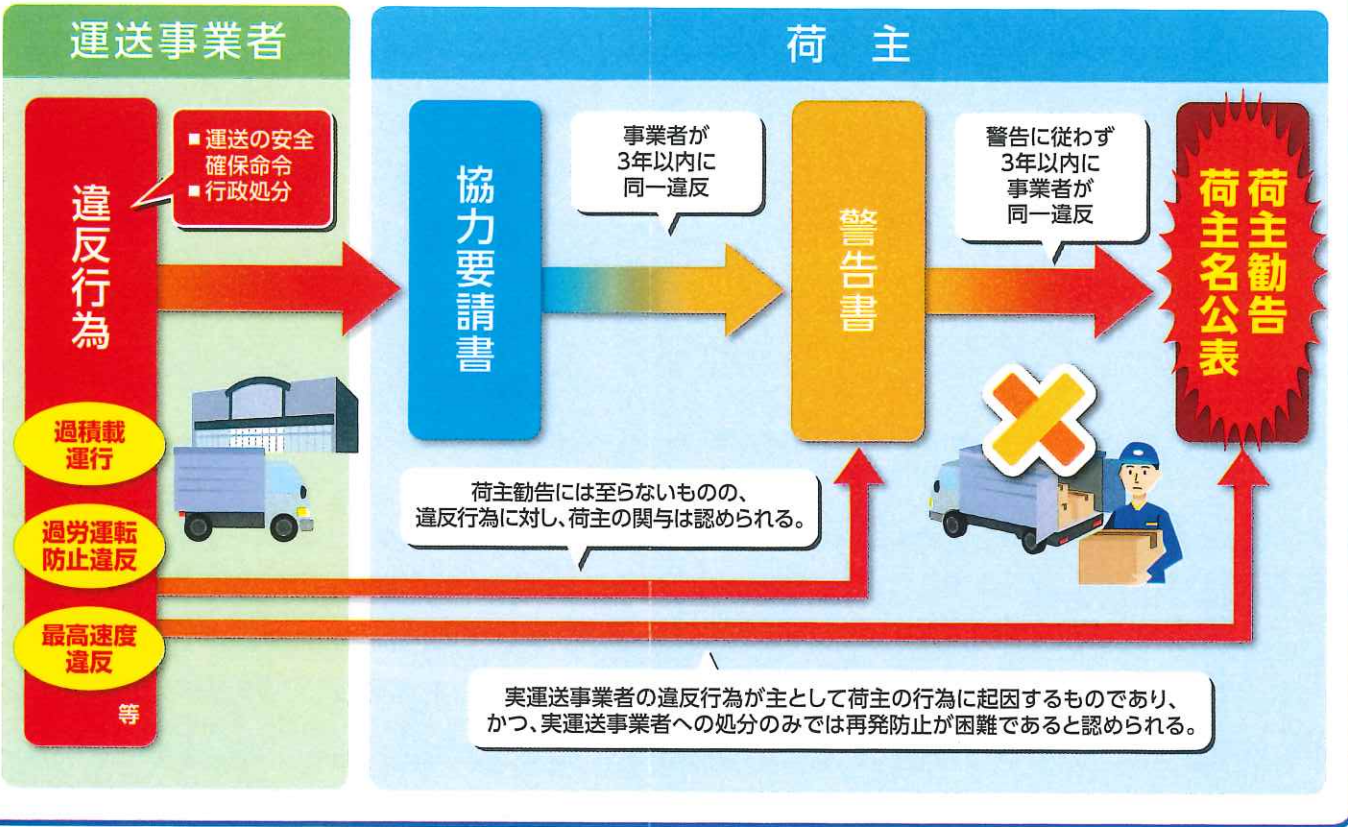 運送事業者
荷主
違反行為
■運送の安全
確保命令
■行政処分
過積載
運行
過労運転
防止違反
最高速度
違反
等
協力要請書
事業者が
3年以内に
同一違反
警告書
警告に従わず
3年以内に
事業者が
同一違反
荷主勧告
荷主名公表
荷主勧告には至らないものの、
違反行為に対し、荷主の関与は認められる。
実運送事業者の違反行為が主として荷主の行為に起因するものであり、
かつ、実運送事業者への処分のみでは再発防止が困難であると認められる。